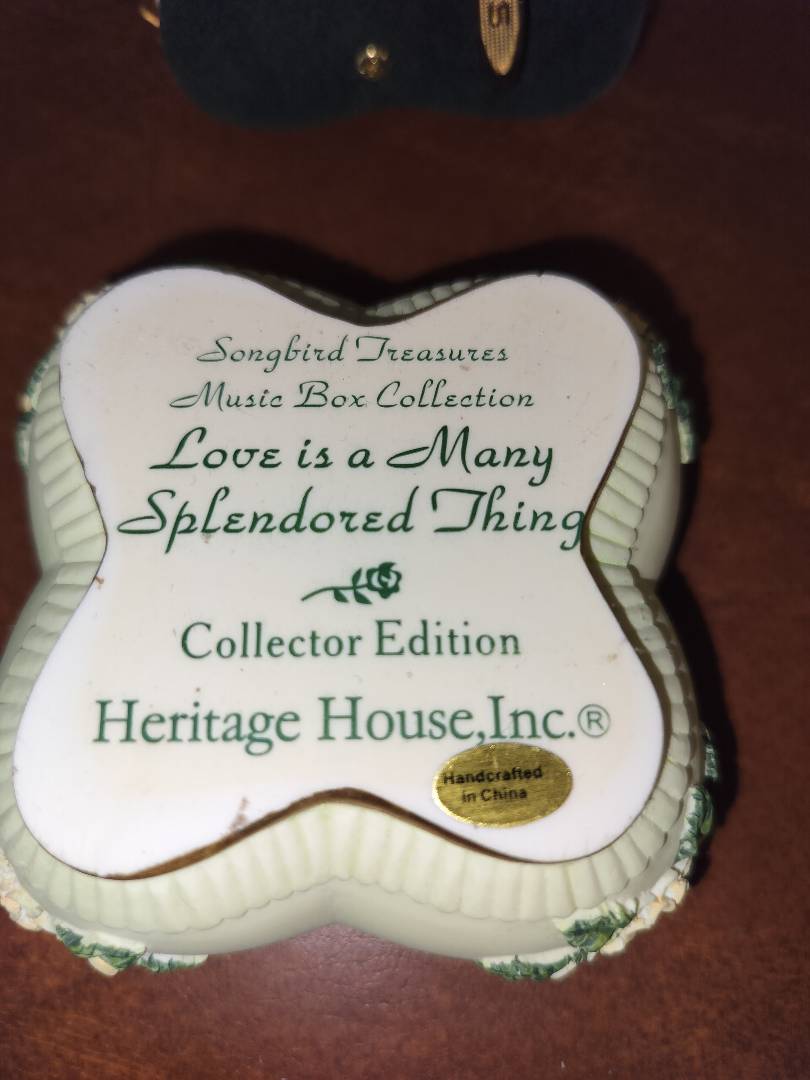 S
Songbird Treasures
Music Box Collection
Love is a Many
Splendored Thing
Collector Edition
Heritage House,Inc.®
Handcrafted
in China